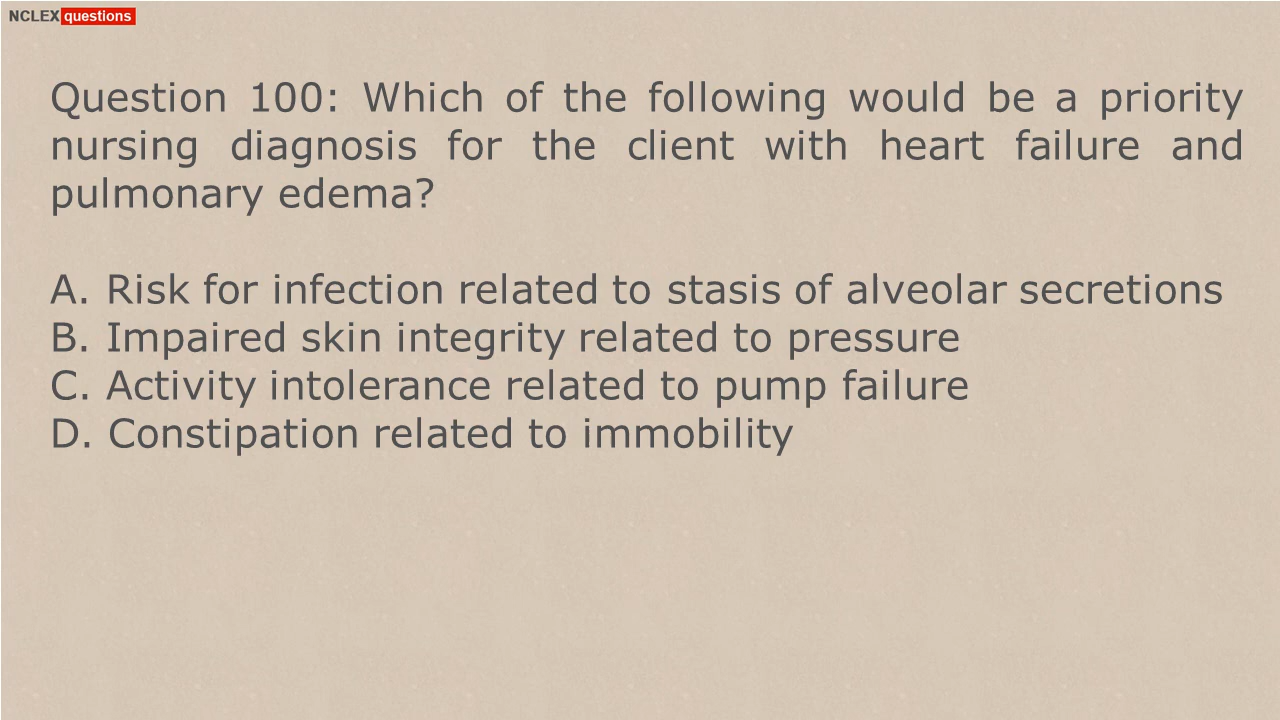 NCLEX questions
Question 100: Which of the following would be a priority
nursing diagnosis for the client with heart failure and
pulmonary edema?
A. Risk for infection related to stasis of alveolar secretions
B. Impaired skin integrity related to pressure
C. Activity intolerance related to pump failure
D. Constipation related to immobility